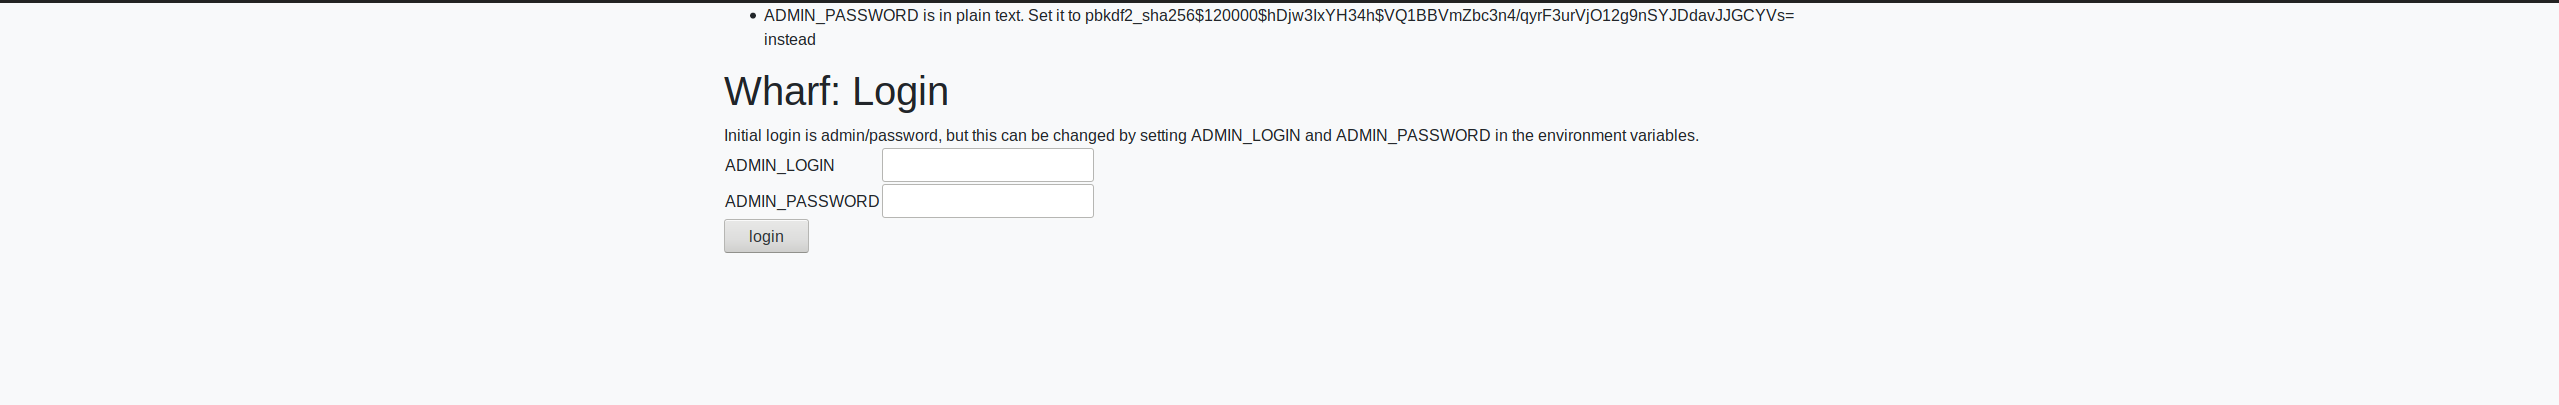 ADMIN_PASSWORD is in plain text. Set it to pbkdf2_sha256$120000$hDjw3lxYH34h$VQ1BBVmZbc3n4/qyrF3urVjO12g9nSYJDdavJJGCYVs=
instead
Wharf: Login
Initial login is admin/password, but this can be changed by setting ADMIN_LOGIN and ADMIN_PASSWORD in the environment variables.
ADMIN_LOGIN
ADMIN_PASSWORD
login